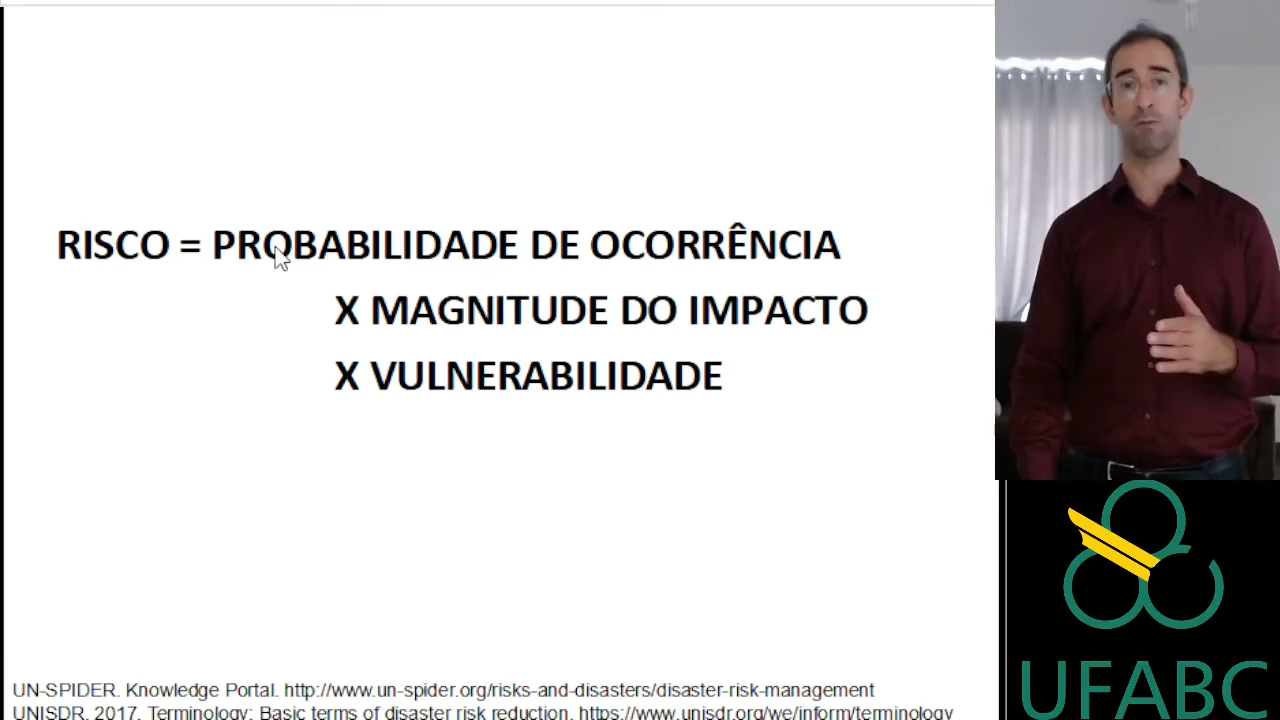 RISCO = PROBABILIDADE DE OCORRÊNCIA
X MAGNITUDE DO IMPACTO
X VULNERABILIDADE
UN-SPIDER. Knowledge Portal. http://www.un-spider.org/risks-and-disasters/disaster-risk-management
UNISDR. 2017. Terminology: Basic terms of disaster risk reduction. https://www.unisdr.org/we/inform/terminology
UFABC